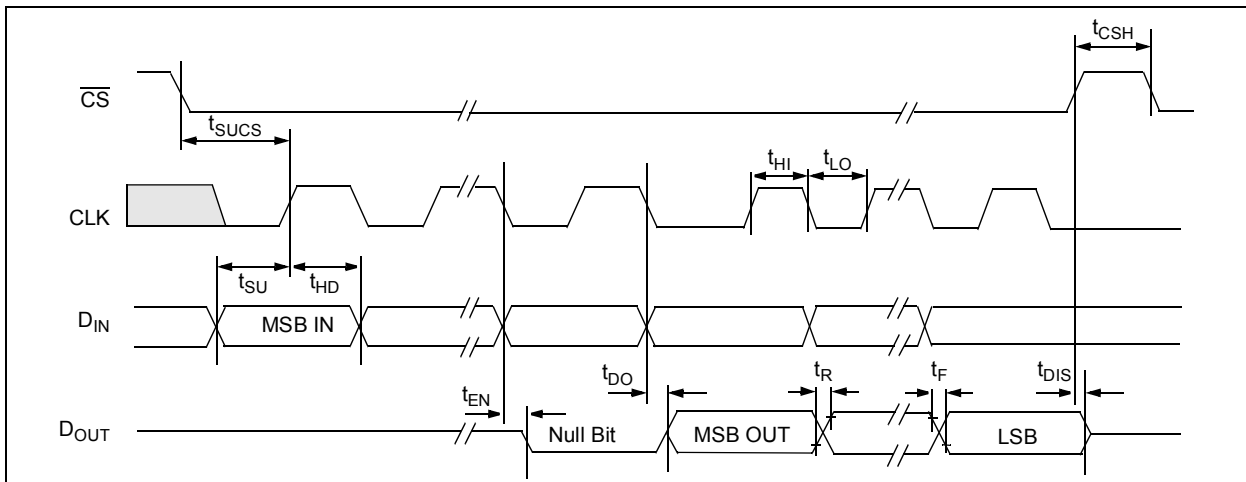 tCSH
CS
tSUCS
tHI tLO
CLK
tSU tHD
DIN MSB IN
tEN tDO tR tF tDIS
DOUT Null Bit MSB OUT LSB